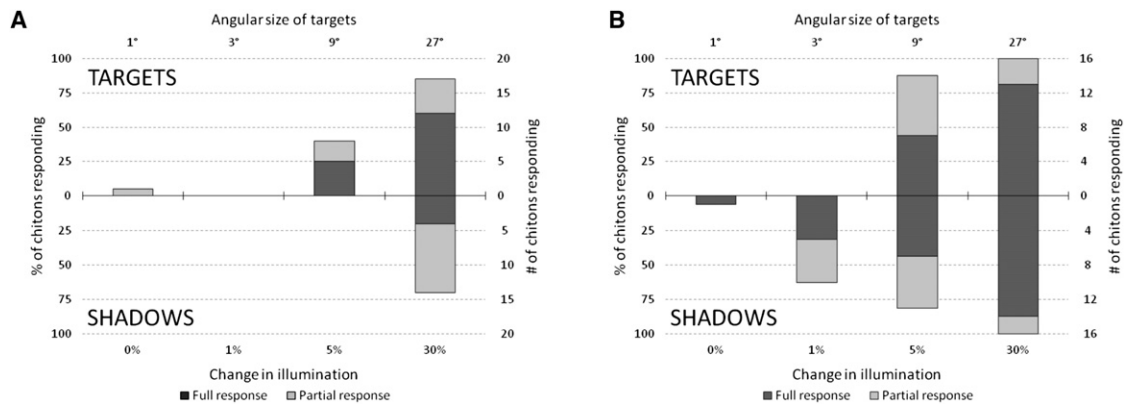 A
Angular size of targets
1° 3° 9° 27°
100 20
TARGETS
75 15
50 10
25 5
0 0
25 5
50 10
75 15
SHADOWS
100 20
% of chitons responding
# of chitons responding
0% 1% 5% 30%
Change in illumination
Full response Partial response
B
Angular size of targets
1° 3° 9° 27°
100 16
TARGETS
75 12
50 8
25 4
0 0
25 4
50 8
75 12
SHADOWS
100 16
% of chitons responding
# of chitons responding
0% 1% 5% 30%
Change in illumination
Full response Partial response